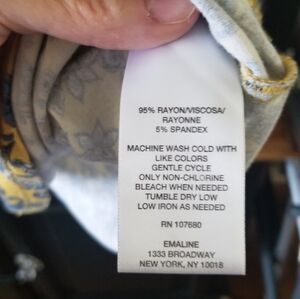 95% RAYON/VISCOSA/
RAYONNE
5% SPANDEX
MACHINE WASH COLD WITH
LIKE COLORS
GENTLE CYCLE
ONLY NON-CHLORINE
BLEACH WHEN NEEDED
TUMBLE DRY LOW
LOW IRON AS NEEDED
RN 107680
EMALINE
1333 BROADWAY
NEW YORK, NY 10018